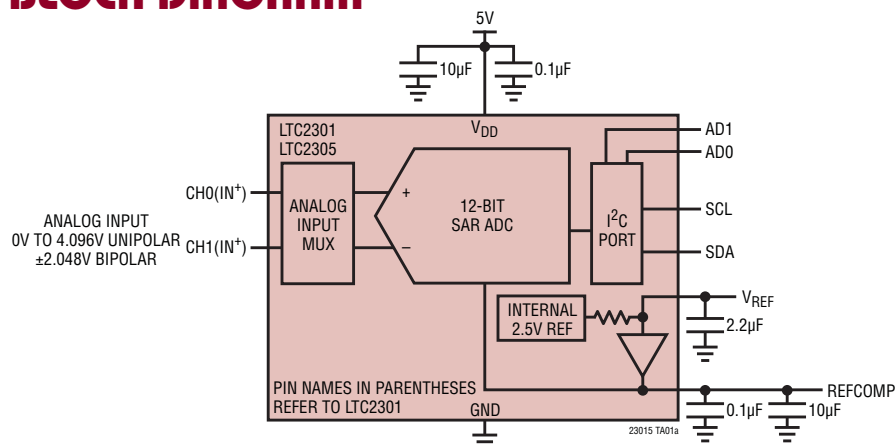 BLOCK DIAGRAM
5V
10µF
0.1µF
LTC2301
LTC2305
VDD
AD1
AD0
CH0(IN+)
ANALOG
INPUT
MUX
+
12-BIT
SAR ADC
I2C
PORT
SCL
ANALOG INPUT
0V TO 4.096V UNIPOLAR
±2.048V BIPOLAR
CH1(IN+)
–
SDA
INTERNAL
2.5V REF
VREF
2.2µF
PIN NAMES IN PARENTHESES
REFER TO LTC2301
GND
REFCOMP
0.1µF
10µF
23015 TA01a